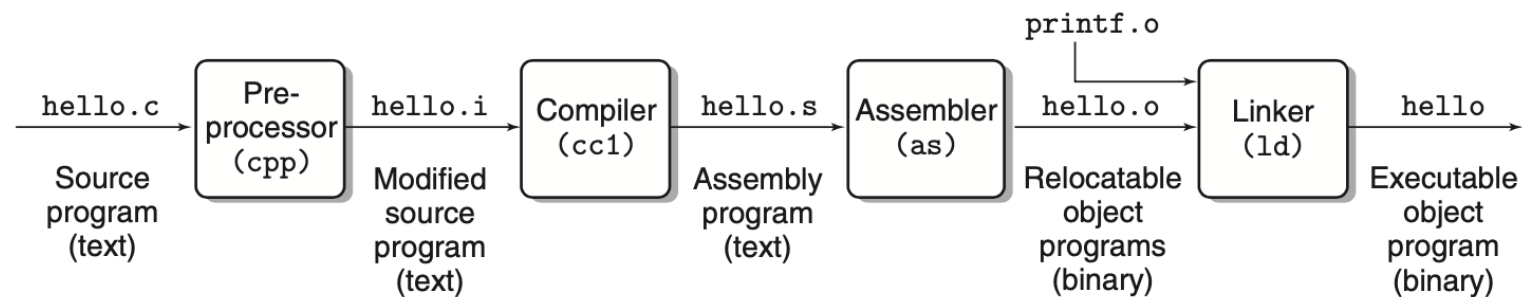 printf.o
hello.c
Pre-
processor
(cpp)
hello.i
Compiler
(cc1)
hello.s
Assembler
(as)
hello.o
Linker
(ld)
hello
Source
program
(text)
Modified
source
program
(text)
Assembly
program
(text)
Relocatable
object
programs
(binary)
Executable
object
program
(binary)